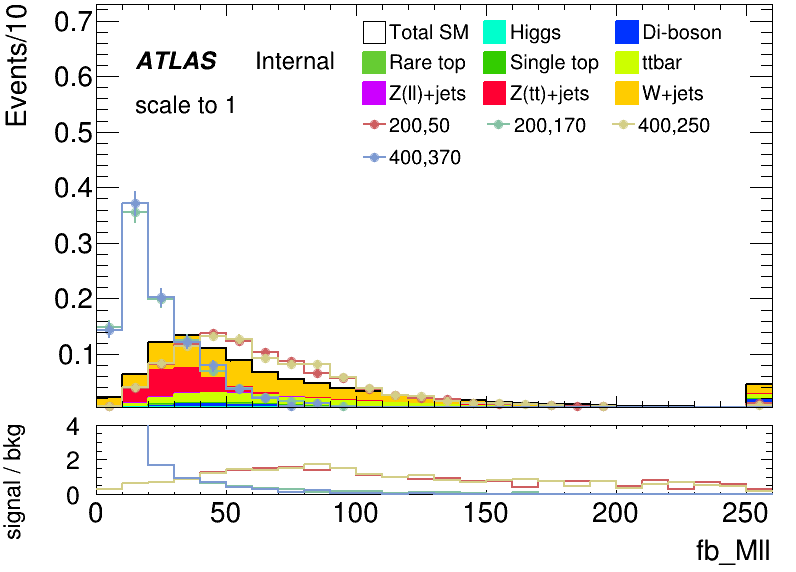 Events/10
0.7
0.6
0.5
0.4
0.3
0.2
0.1
ATLAS Internal
scale to 1
Total SM Higgs Di-boson
Rare top Single top ttbar
Z(ll)+jets Z(tt)+jets W+jets
200,50 200,170 400,250
400,370
signal / bkg
4
2
0
0 50 100 150 200 250
fb_Mll